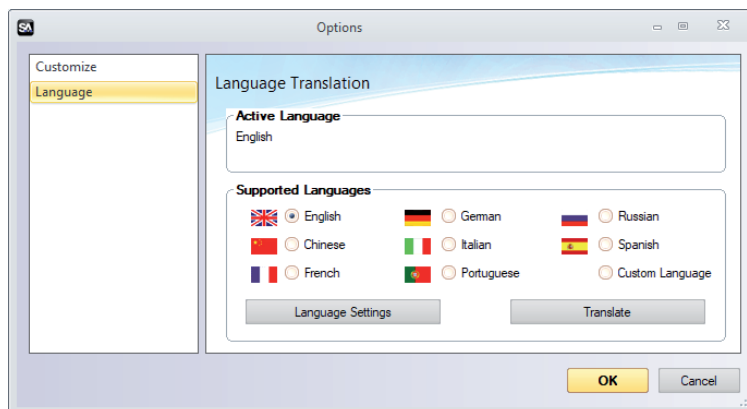 SA
Options
Customize
Language
Language Translation
Active Language
English
Supported Languages
English German Russian
Chinese Italian Spanish
French Portuguese Custom Language
Language Settings Translate
OK Cancel